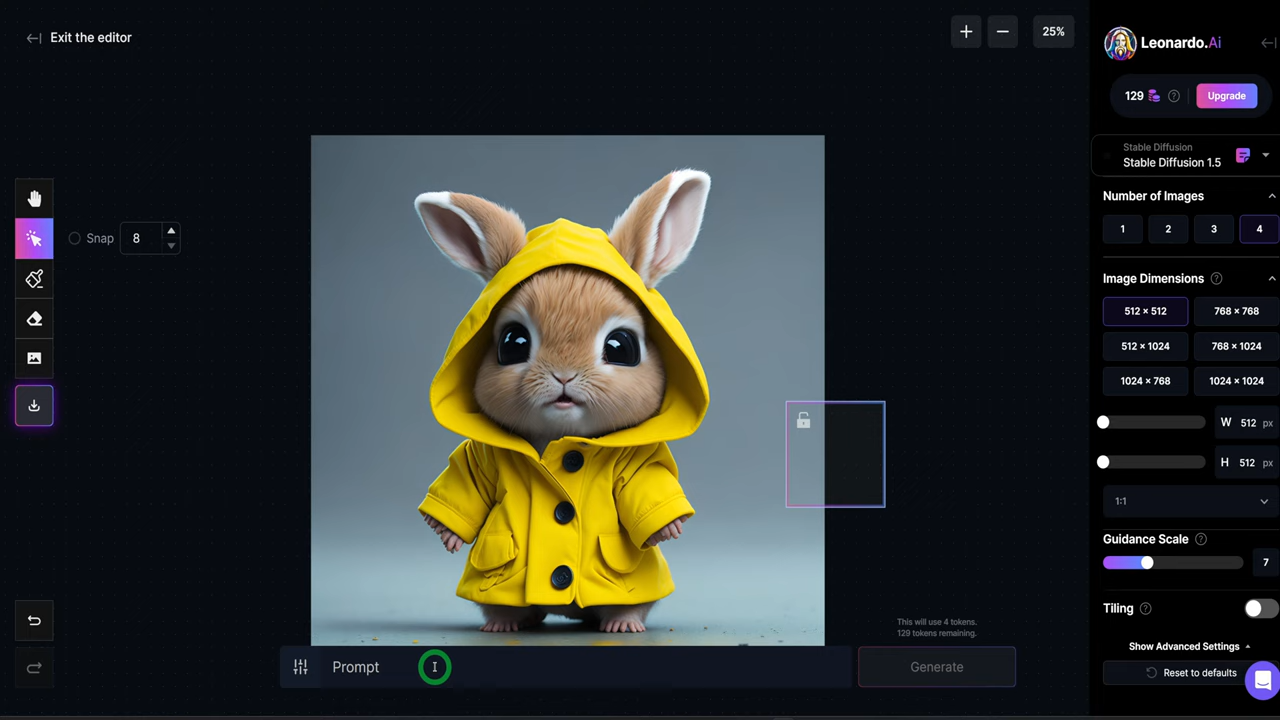 Exit the editor
25%
Leonardo.Ai
129
Upgrade
Stable Diffusion
Stable Diffusion 1.5
Number of Images
1 2 3 4
Snap 8
Image Dimensions
512 × 512 768 × 768
512 × 1024 768 × 1024
1024 × 768 1024 × 1024
W 512 px
H 512 px
1:1
Guidance Scale
7
Tiling
This will use 4 tokens.
129 tokens remaining.
Show Advanced Settings
Prompt
Generate
Reset to defaults